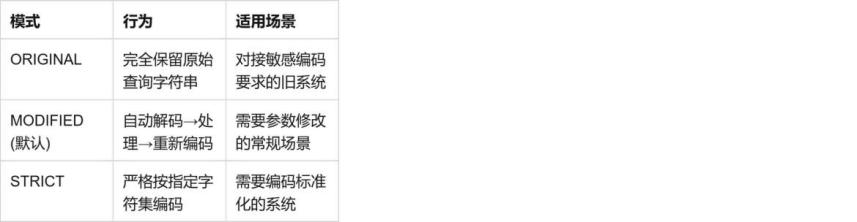 模式 行为 适用场景
ORIGINAL 完全保留原始 对接敏感编码
查询字符串 要求的旧系统
MODIFIED 自动解码→处 需要参数修改
(默认) 理→重新编码 的常规场景
STRICT 严格按指定字 需要编码标准
符集编码 化的系统